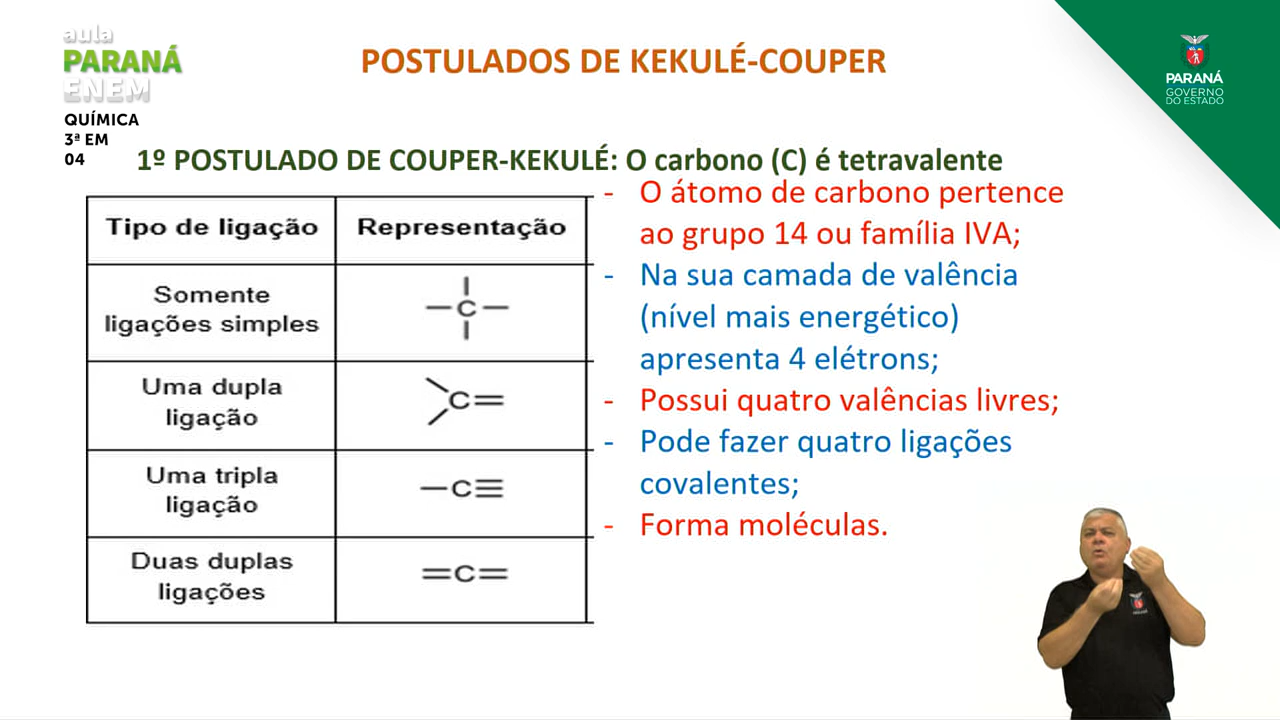 aula
PARANÁ
ENEM
QUÍMICA
3ª EM
04
POSTULADOS DE KEKULÉ-COUPER
PARANÁ
GOVERNO
DO ESTADO
1º POSTULADO DE COUPER-KEKULÉ: O carbono (C) é tetravalente
Tipo de ligação Representação
Somente
ligações simples
C
Uma dupla
ligação
C=
Uma tripla
ligação
–C≡
Duas duplas
ligações
=C=
- O átomo de carbono pertence
ao grupo 14 ou família IVA;
- Na sua camada de valência
(nível mais energético)
apresenta 4 elétrons;
- Possui quatro valências livres;
- Pode fazer quatro ligações
covalentes;
- Forma moléculas.